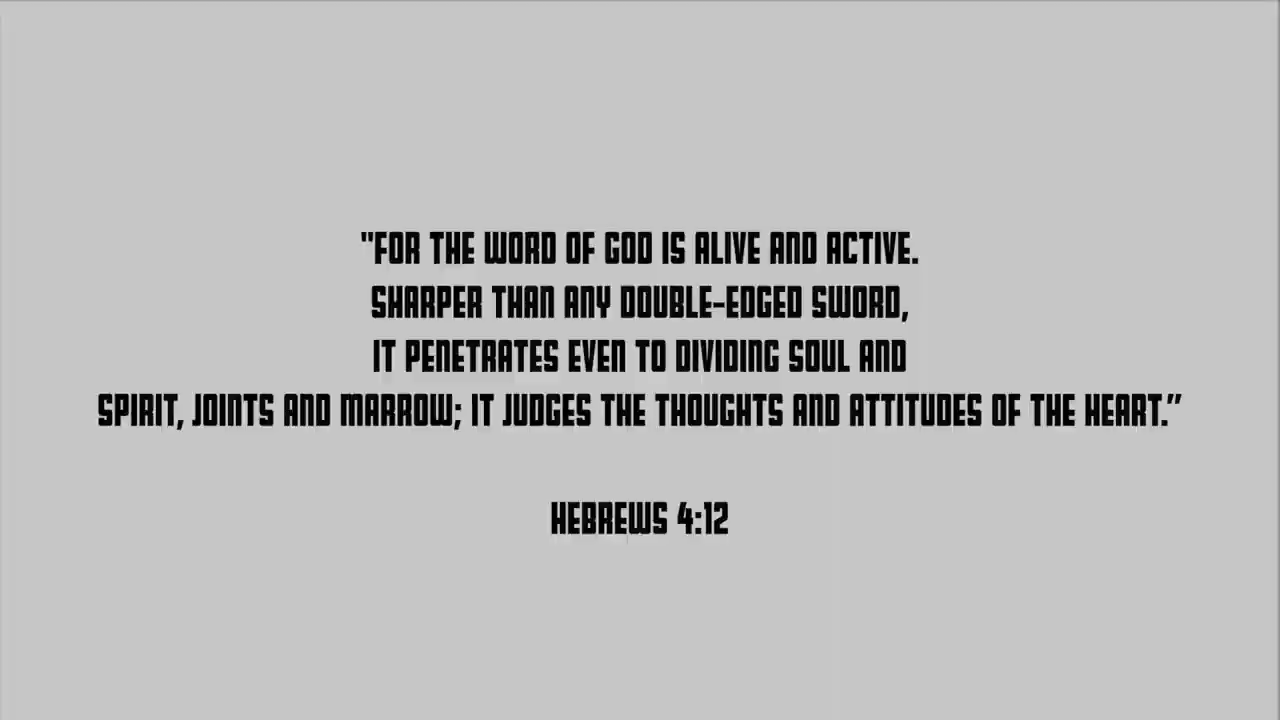 "FOR THE WORD OF GOD IS ALIVE AND ACTIVE.
SHARPER THAN ANY DOUBLE-EDGED SWORD,
IT PENETRATES EVEN TO DIVIDING SOUL AND
SPIRIT, JOINTS AND MARROW; IT JUDGES THE THOUGHTS AND ATTITUDES OF THE HEART.”
HEBREWS 4:12